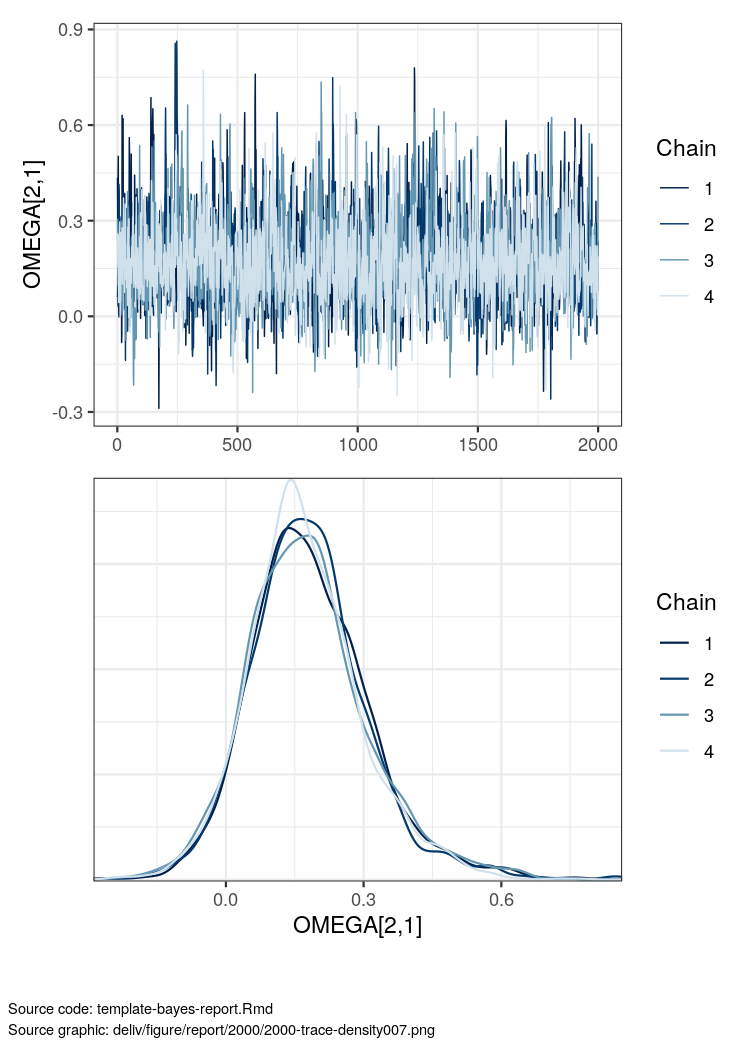 0.9
0.6
0.3
0.0
-0.3
OMEGA[2,1]
0 500 1000 1500 2000
Chain
1
2
3
4
0.0 0.3 0.6
OMEGA[2,1]
Chain
1
2
3
4
Source code: template-bayes-report.Rmd
Source graphic: deliv/figure/report/2000/2000-trace-density007.png